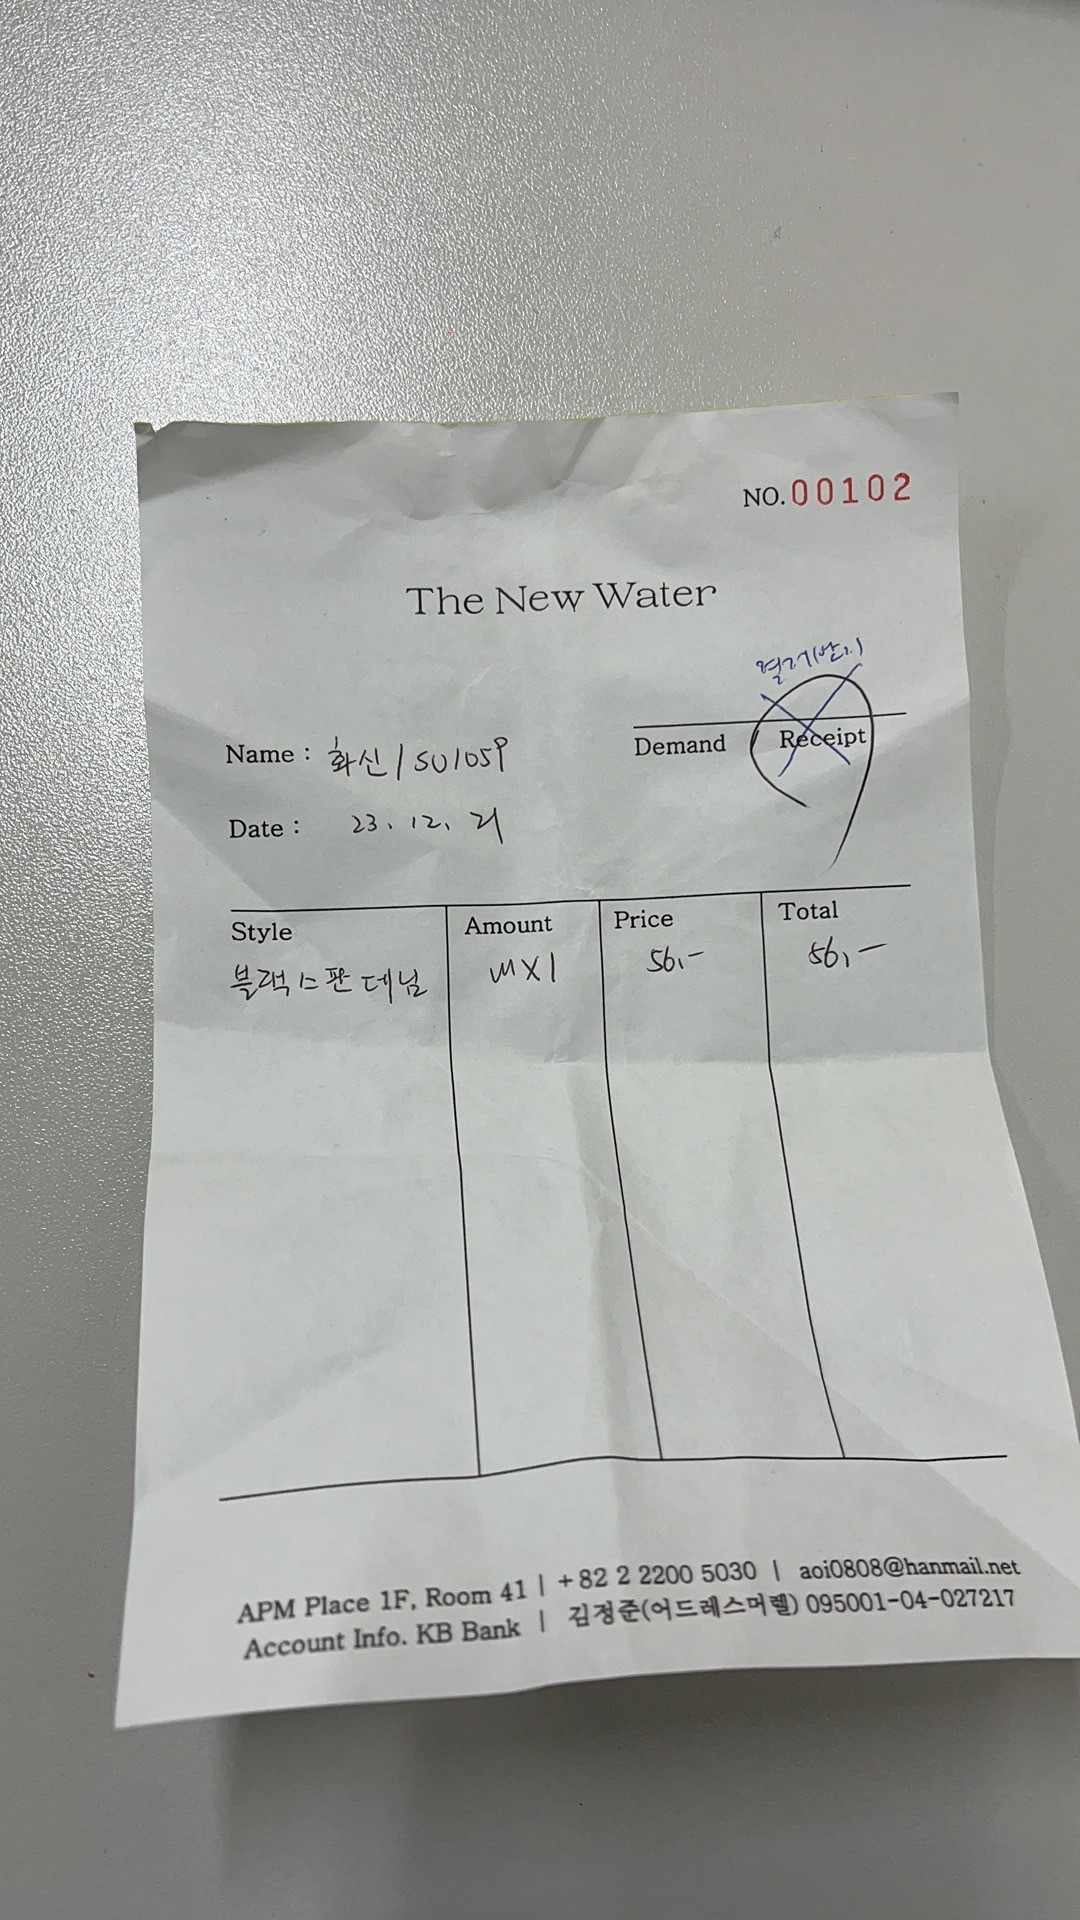 NO. 00102
The New Water
Demand Receipt
Name : 화신 / SU1059
Date : 23. 12. 21
Style Amount Price Total
블랙스판데님 M X 1 56,- 56,-
APM Place 1F, Room 41 | +82 2 2200 5030 | aoi0808@hanmail.net
Account Info. KB Bank | 김정준(어드레스머렐) 095001-04-027217